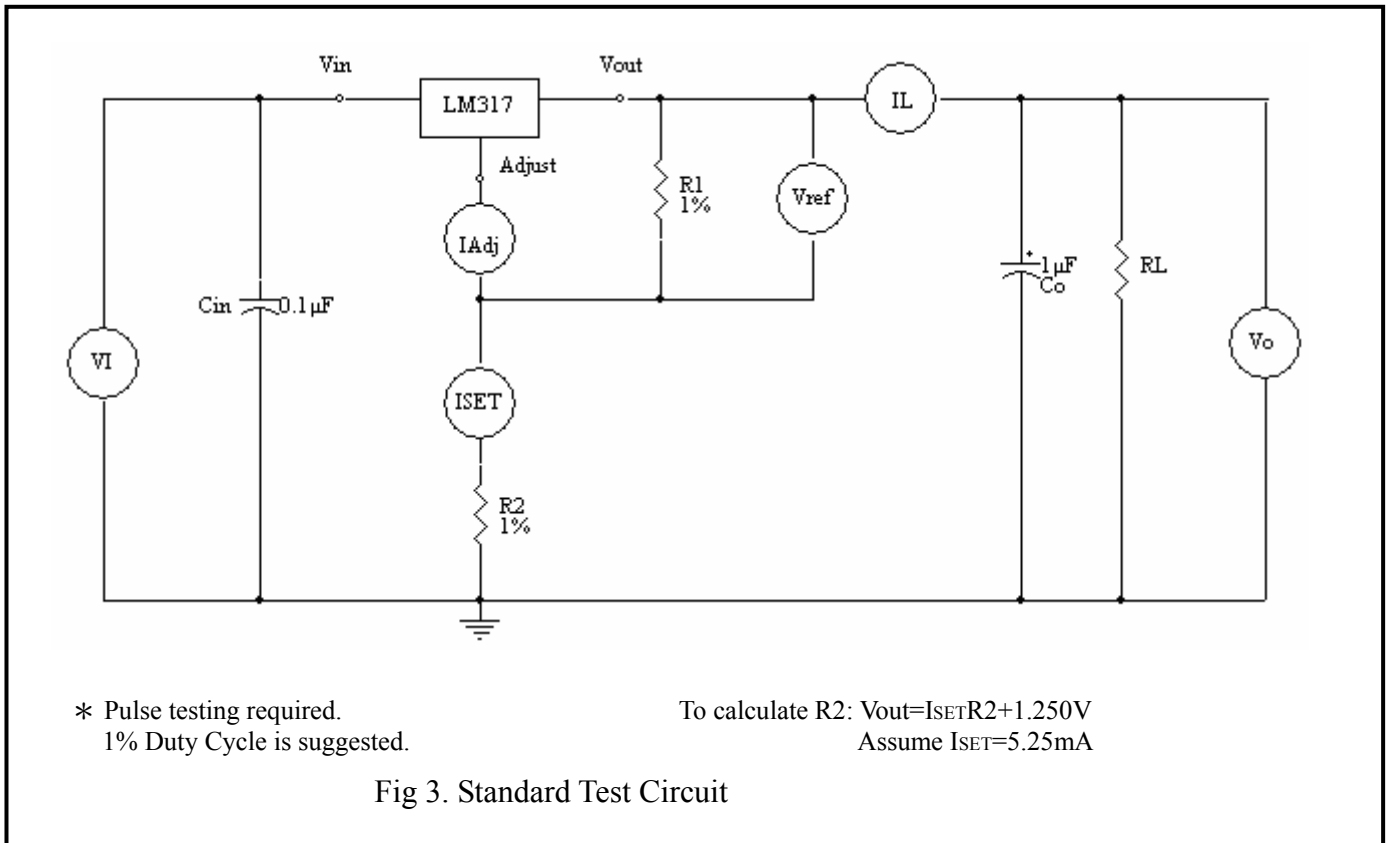 Vin
Vout
LM317
IL
Adjust
R1
1%
Vref
IAdj
1µF
Co
RL
Cin
0.1µF
VI
Vo
ISET
R2
1%
* Pulse testing required.
1% Duty Cycle is suggested.
To calculate R2: Vout=ISETR2+1.250V
Assume ISET=5.25mA
Fig 3. Standard Test Circuit